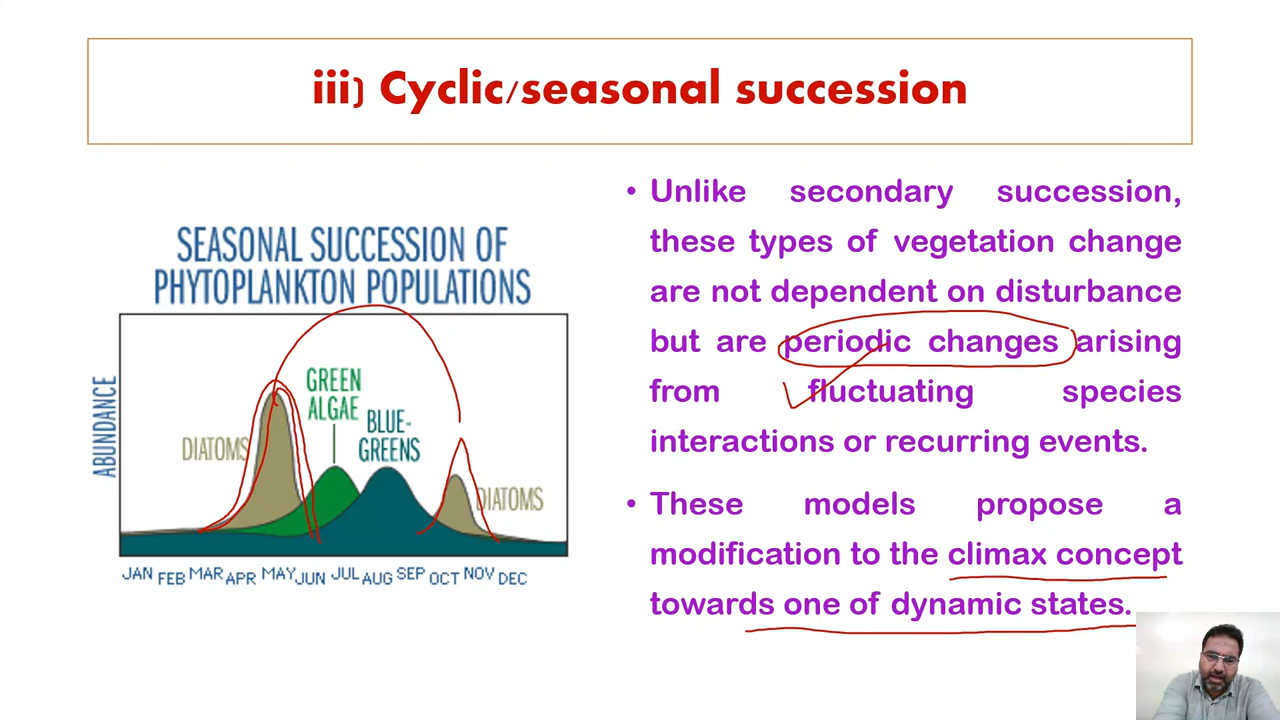 iii) Cyclic/seasonal succession
SEASONAL SUCCESSION OF
PHYTOPLANKTON POPULATIONS
ABUNDANCE
DIATOMS
GREEN
ALGAE
BLUE-
GREENS
DIATOMS
JAN FEB MAR APR MAY JUN JUL AUG SEP OCT NOV DEC
• Unlike secondary succession,
these types of vegetation change
are not dependent on disturbance
but are periodic changes arising
from fluctuating species
interactions or recurring events.
• These models propose a
modification to the climax concept
towards one of dynamic states.